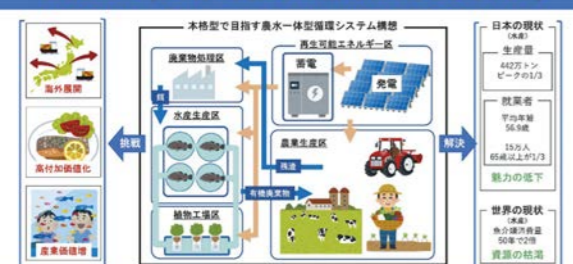 本格型で目指す農水一体型循環システム構想
海外展開
高付加価値化
産業価値増
挑戦
廃棄物処理区
餌
水産生産区
植物工場区
再生可能エネルギー区
蓄電
発電
農業生産区
残渣
有機廃棄物
解決
日本の現状
(水産)
生産量
442万トン
ピークの1/3
就業者
平均年齢
56.9歳
15万人
65歳以上が1/3
魅力の低下
世界の現状
(水産)
魚介類消費量
50年で2倍
資源の枯渇